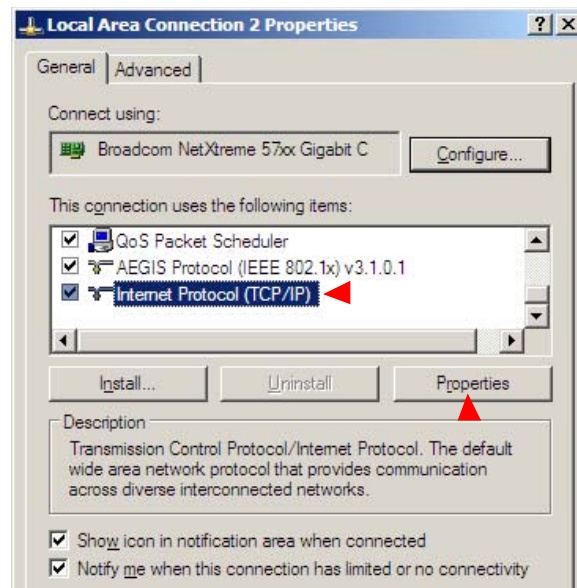 Local Area Connection 2 Properties
General
Advanced
Connect using:
Broadcom NetXtreme 57xx Gigabit C
Configure...
This connection uses the following items:
QoS Packet Scheduler
AEGIS Protocol (IEEE 802.1x) v3.1.0.1
Internet Protocol (TCP/IP)
Install...
Uninstall
Properties
Description
Transmission Control Protocol/Internet Protocol. The default
wide area network protocol that provides communication
across diverse interconnected networks.
Show icon in notification area when connected
Notify me when this connection has limited or no connectivity